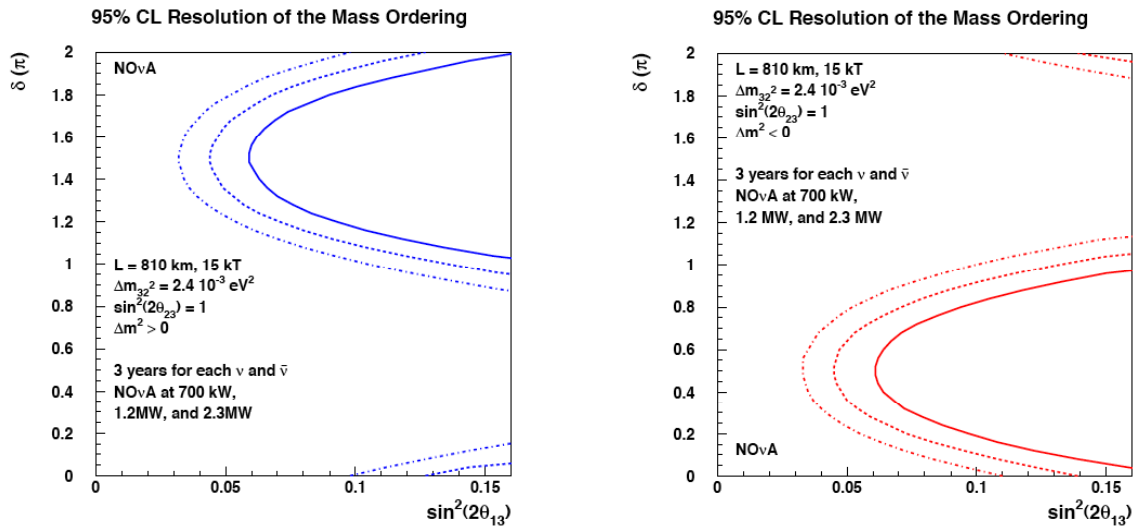 95% CL Resolution of the Mass Ordering
δ (π)
2
1.8
1.6
1.4
1.2
1
0.8
0.6
0.4
0.2
0
NOνA
L = 810 km, 15 kT
Δm₃₂² = 2.4 10⁻³ eV²
sin²(2θ₂₃) = 1
Δm² > 0
3 years for each ν and ν̄
NOνA at 700 kW,
1.2MW, and 2.3MW
0
0.05
0.1
0.15
sin²(2θ₁₃)
95% CL Resolution of the Mass Ordering
δ (π)
2
1.8
1.6
1.4
1.2
1
0.8
0.6
0.4
0.2
0
L = 810 km, 15 kT
Δm₃₂² = 2.4 10⁻³ eV²
sin²(2θ₂₃) = 1
Δm² < 0
3 years for each ν and ν̄
NOνA at 700 kW,
1.2 MW, and 2.3 MW
NOνA
0
0.05
0.1
0.15
sin²(2θ₁₃)